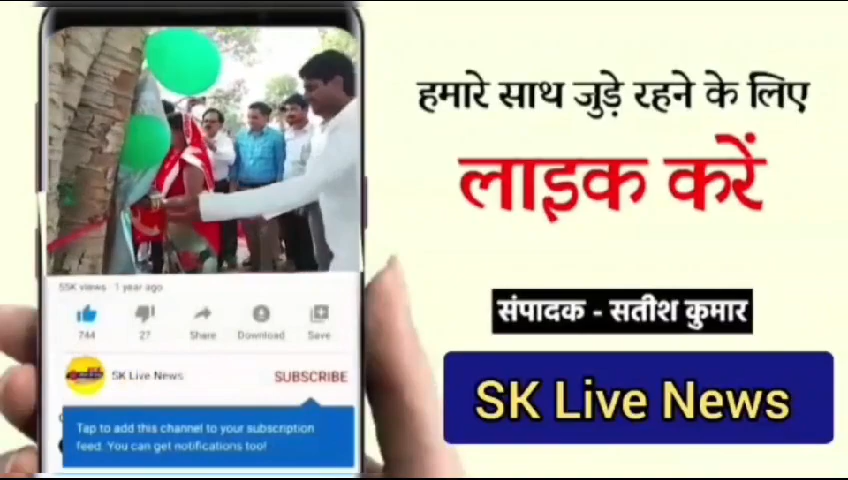 55K views · 1 year ago
744
27
Share
Download
Save
SK Live News
SUBSCRIBE
Tap to add this channel to your subscription
feed. You can get notifications too!
हमारे साथ जुड़े रहने के लिए
लाइक करें
संपादक - सतीश कुमार
SK Live News